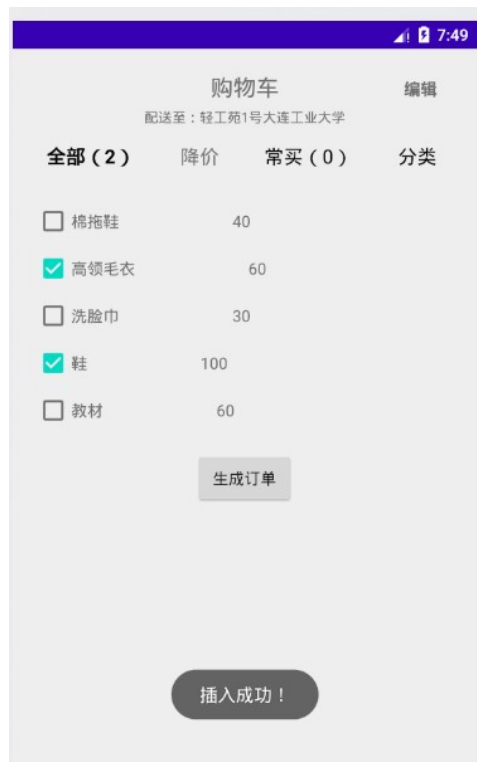 7:49
购物车 编辑
配送至：轻工苑1号大连工业大学
全部（2） 降价 常买（0） 分类
棉拖鞋 40
高领毛衣 60
洗脸巾 30
鞋 100
教材 60
生成订单
插入成功！